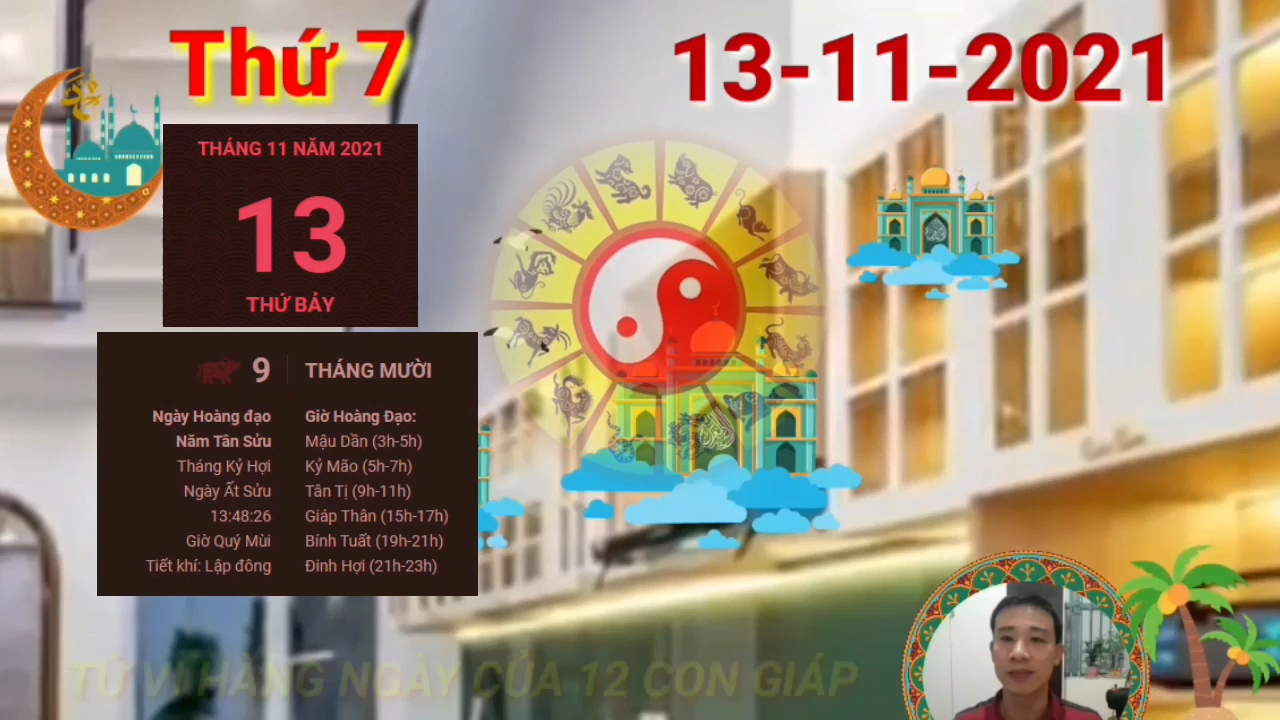 Thứ 7
13-11-2021
THÁNG 11 NĂM 2021
13
THỨ BẢY
9 THÁNG MƯỜI
Ngày Hoàng đạo
Năm Tân Sửu
Tháng Kỷ Hợi
Ngày Ất Sửu
13:48:26
Giờ Quý Mùi
Tiết khí: Lập đông
Giờ Hoàng Đạo:
Mậu Dần (3h-5h)
Kỷ Mão (5h-7h)
Tân Tị (9h-11h)
Giáp Thân (15h-17h)
Bính Tuất (19h-21h)
Đinh Hợi (21h-23h)
TỬ VI HẰNG NGÀY CỦA 12 CON GIÁP